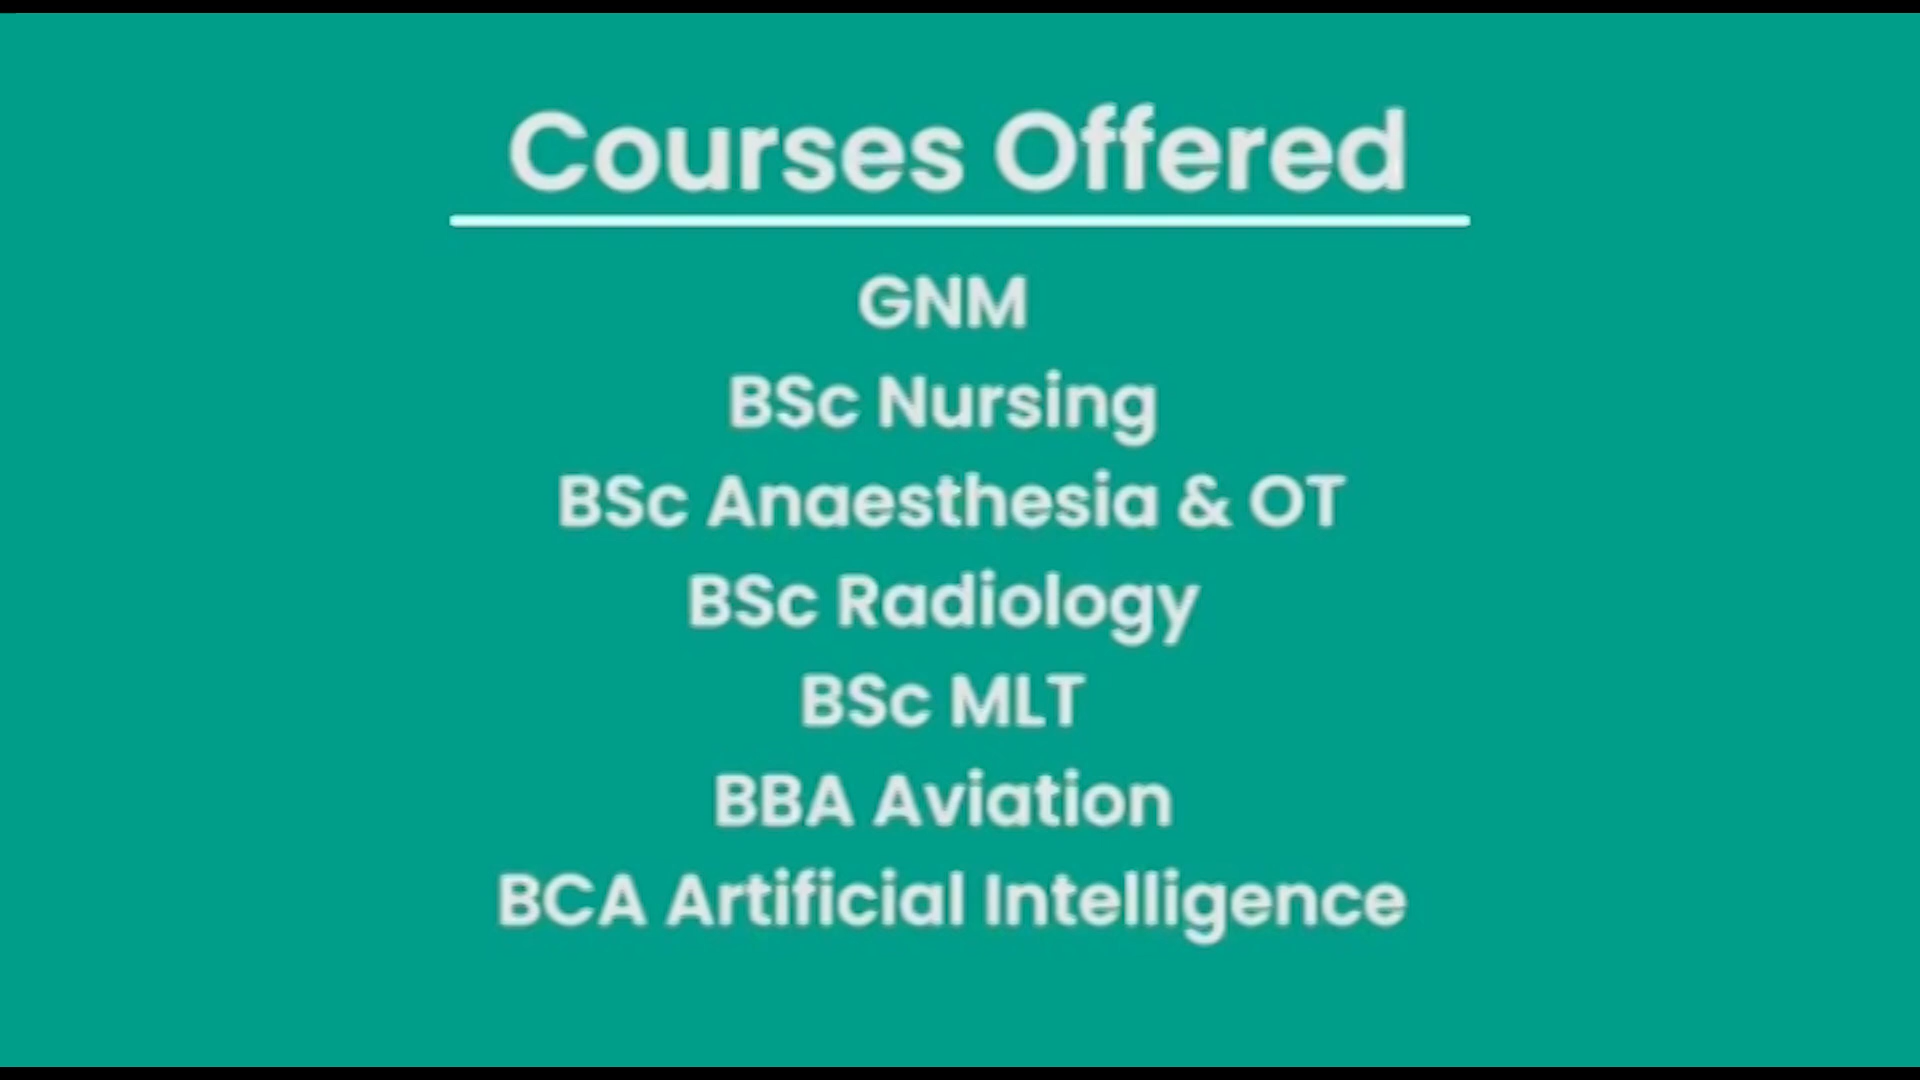 Courses Offered
GNM
BSc Nursing
BSc Anaesthesia & OT
BSc Radiology
BSc MLT
BBA Aviation
BCA Artificial Intelligence